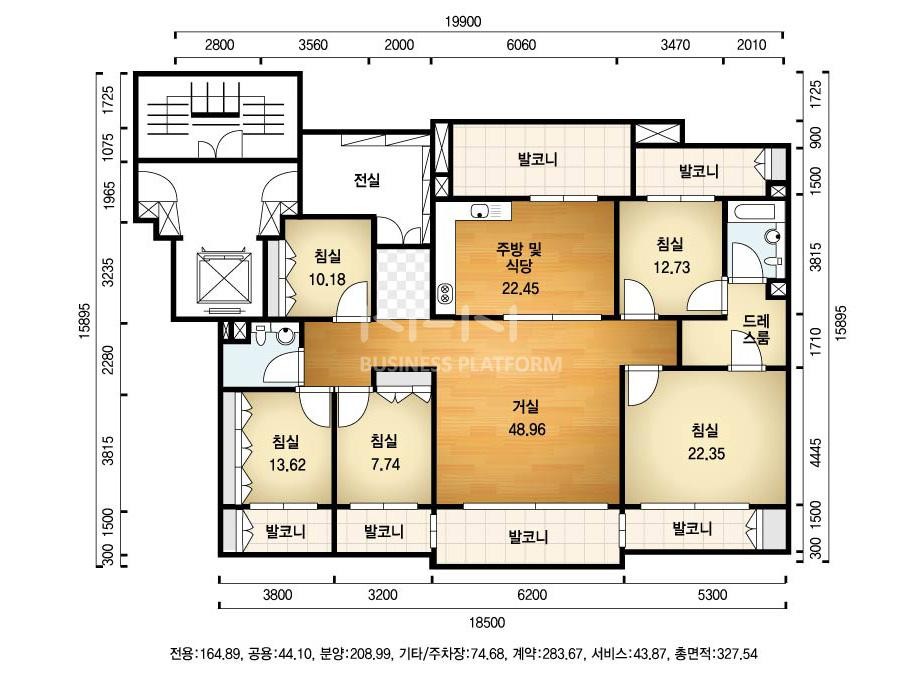 19900
2800 3560 2000 6060 3470 2010
1725
1075
1965
3235
15895
2280
3815
1500
300
1725
900
1500
3815
15895
1710
4445
1500
300
발코니
발코니
전실
침실
10.18
주방 및
식당
22.45
침실
12.73
드레
스룸
N-PN
BUSINESS PLATFORM
거실
48.96
침실
13.62
침실
7.74
침실
22.35
발코니 발코니 발코니 발코니
3800 3200 6200 5300
18500
전용:164.89, 공용:44.10, 분양:208.99, 기타/주차장:74.68, 계약:283.67, 서비스:43.87, 총면적:327.54